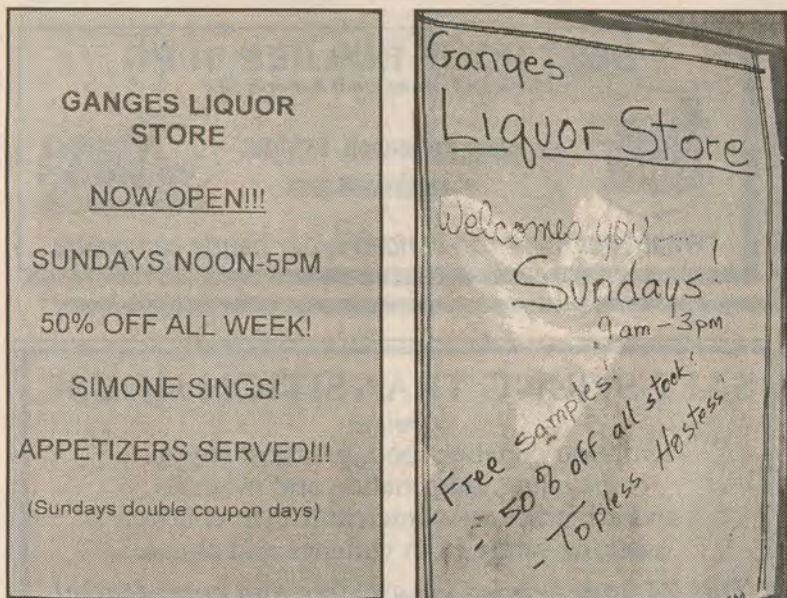 GANGES LIQUOR
STORE
NOW OPEN!!!
SUNDAYS NOON-5PM
50% OFF ALL WEEK!
SIMONE SINGS!
APPETIZERS SERVED!!!
(Sundays double coupon days)
Ganges
Liquor Store
Welcomes you
Sundays!
9am-3pm
- Free samples!
- 50% off all stock!
- Topless Hostess!